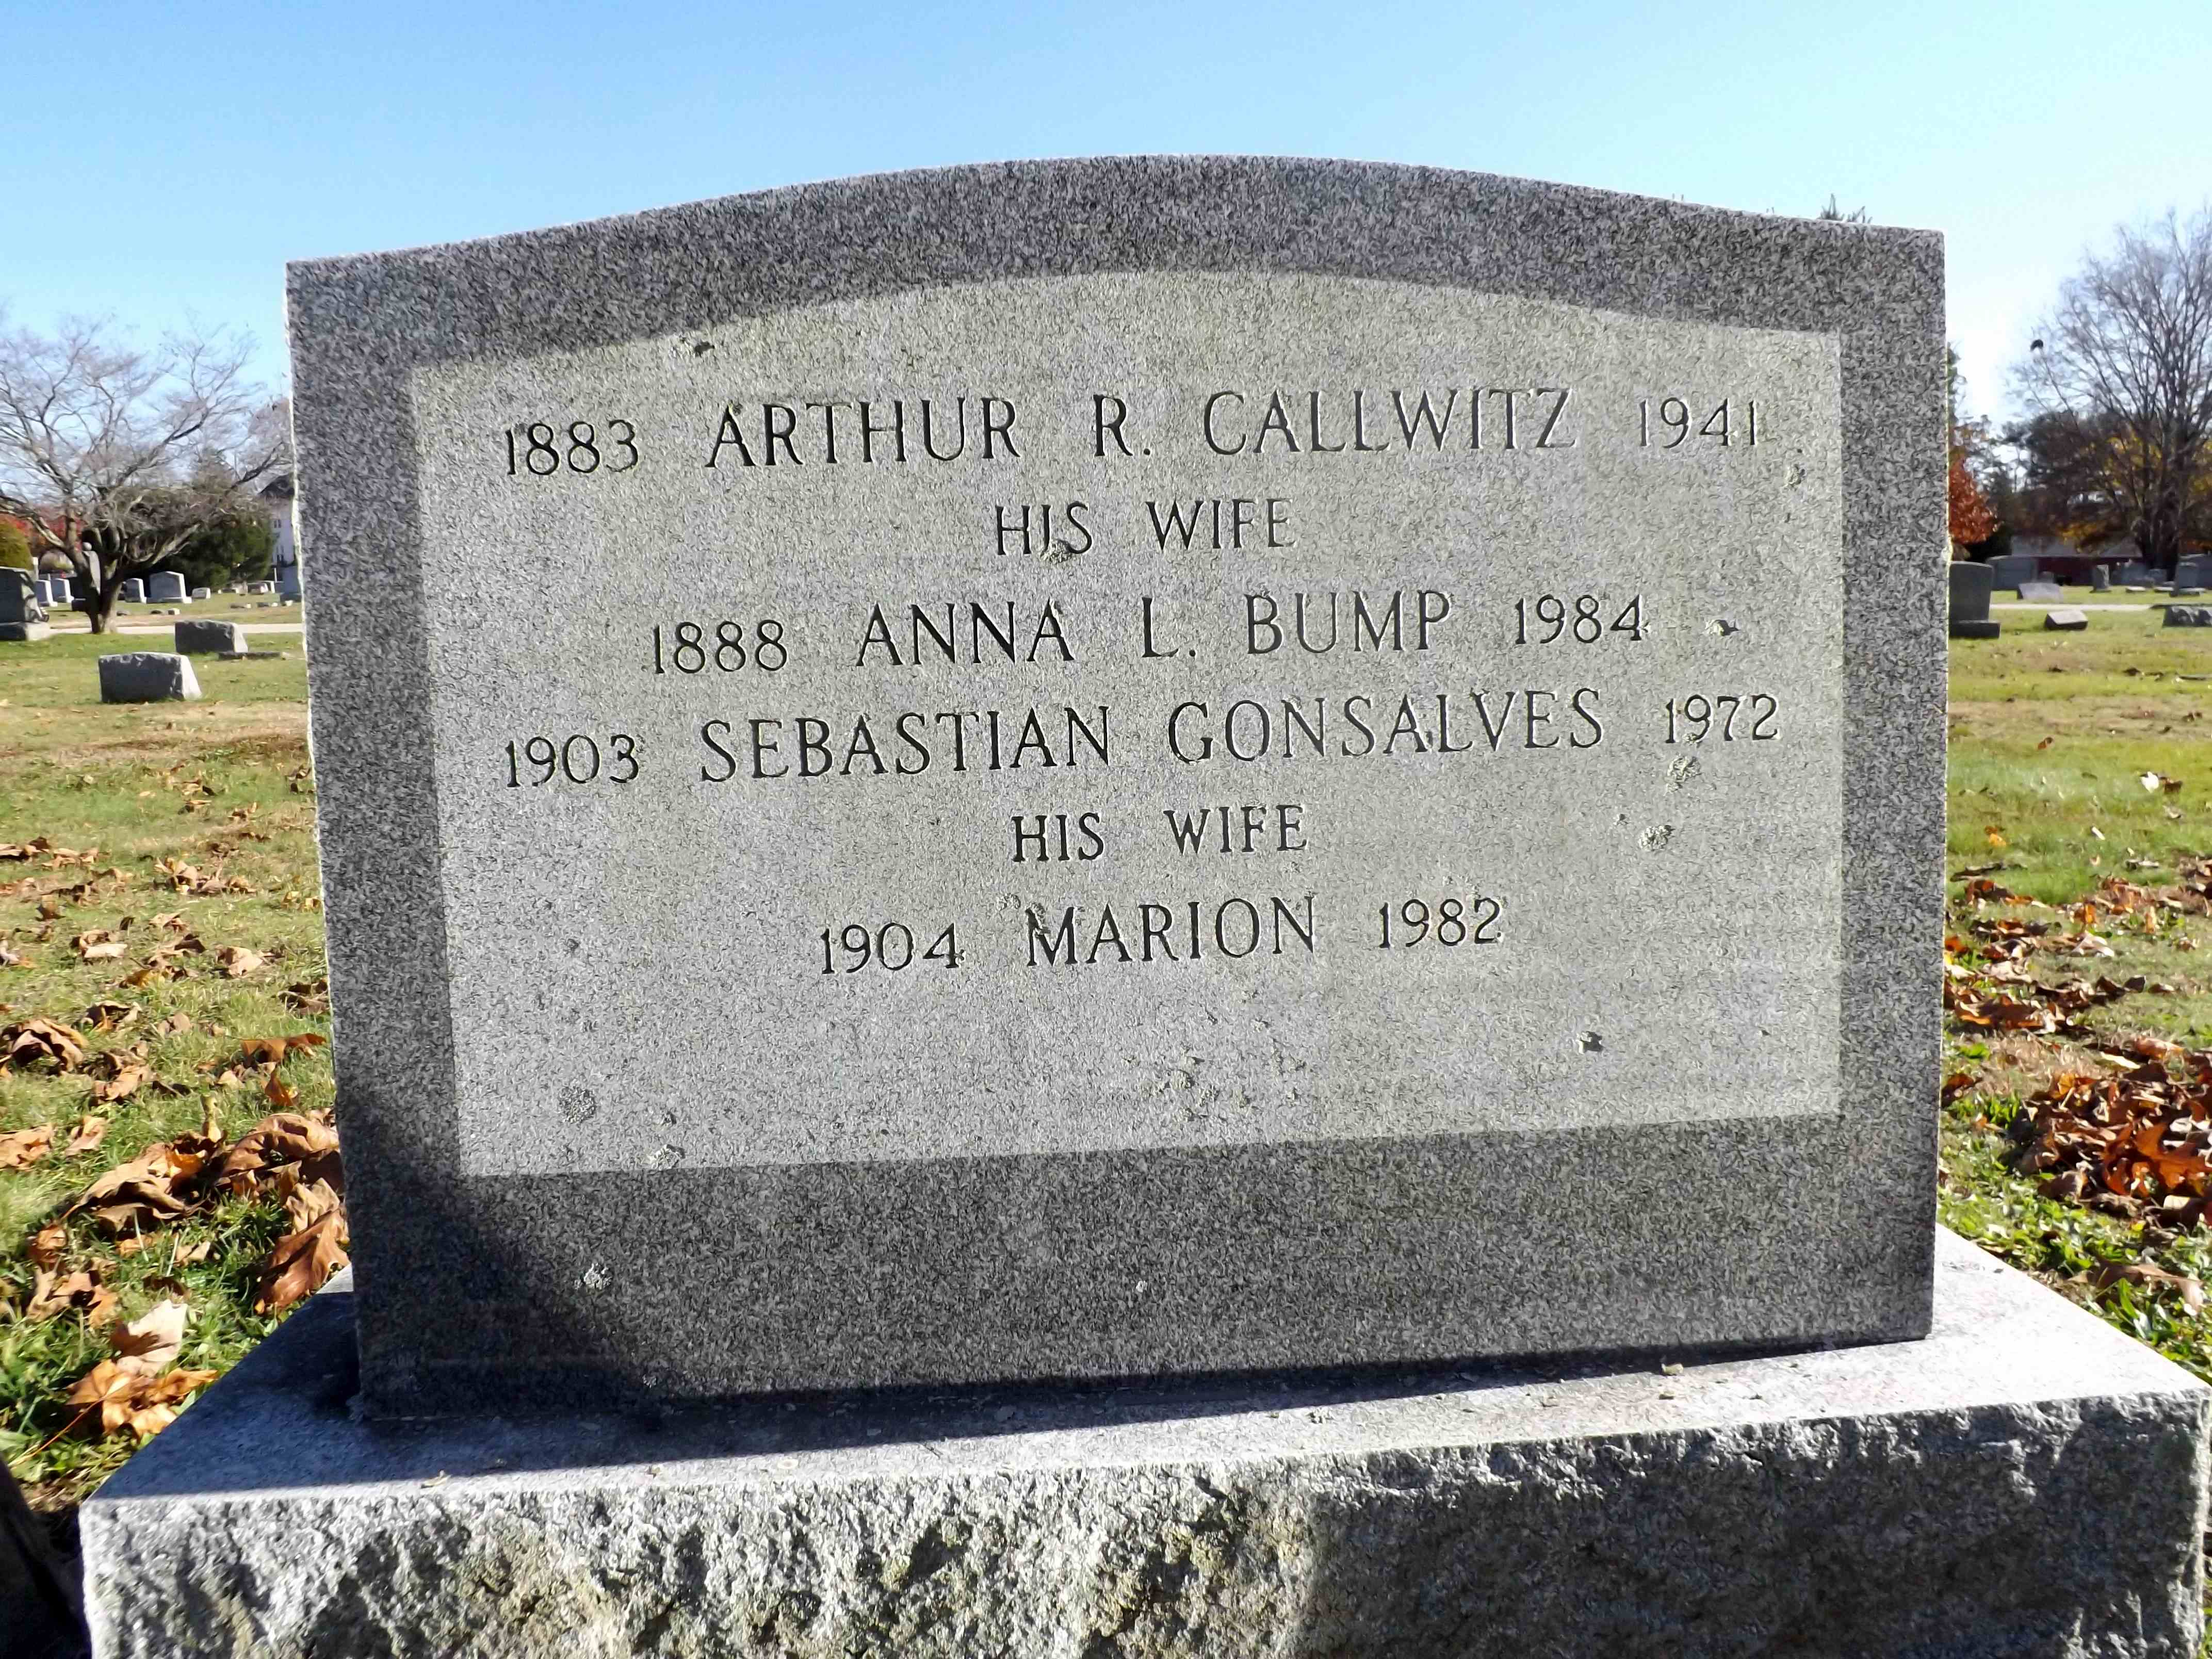 1883 ARTHUR R. CALLWITZ 1941
HIS WIFE
1888 ANNA L. BUMP 1984
1903 SEBASTIAN GONSALVES 1972
HIS WIFE
1904 MARION 1982